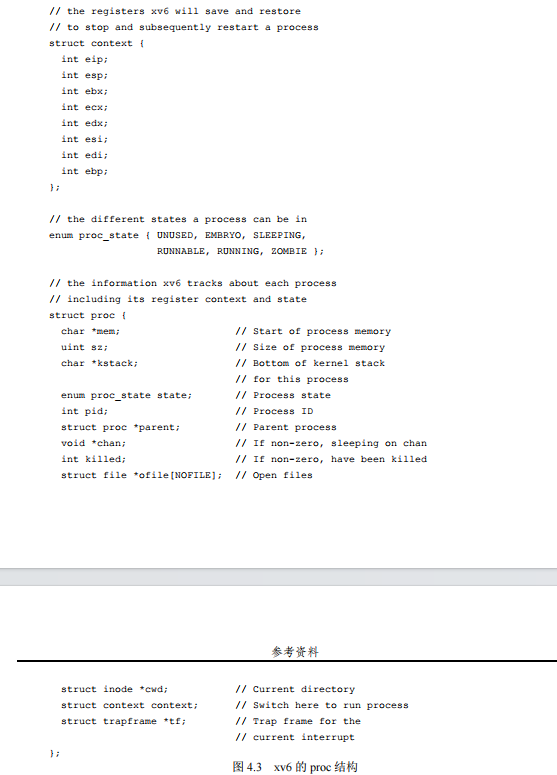 // the registers xv6 will save and restore
// to stop and subsequently restart a process
struct context {
int eip;
int esp;
int ebx;
int ecx;
int edx;
int esi;
int edi;
int ebp;
};
// the different states a process can be in
enum proc_state { UNUSED, EMBRYO, SLEEPING,
RUNNABLE, RUNNING, ZOMBIE };
// the information xv6 tracks about each process
// including its register context and state
struct proc {
char *mem; // Start of process memory
uint sz; // Size of process memory
char *kstack; // Bottom of kernel stack
// for this process
enum proc_state state; // Process state
int pid; // Process ID
struct proc *parent; // Parent process
void *chan; // If non-zero, sleeping on chan
int killed; // If non-zero, have been killed
struct file *ofile[NOFILE]; // Open files
参考资料
struct inode *cwd; // Current directory
struct context context; // Switch here to run process
struct trapframe *tf; // Trap frame for the
// current interrupt
};
图 4.3 xv6 的 proc 结构